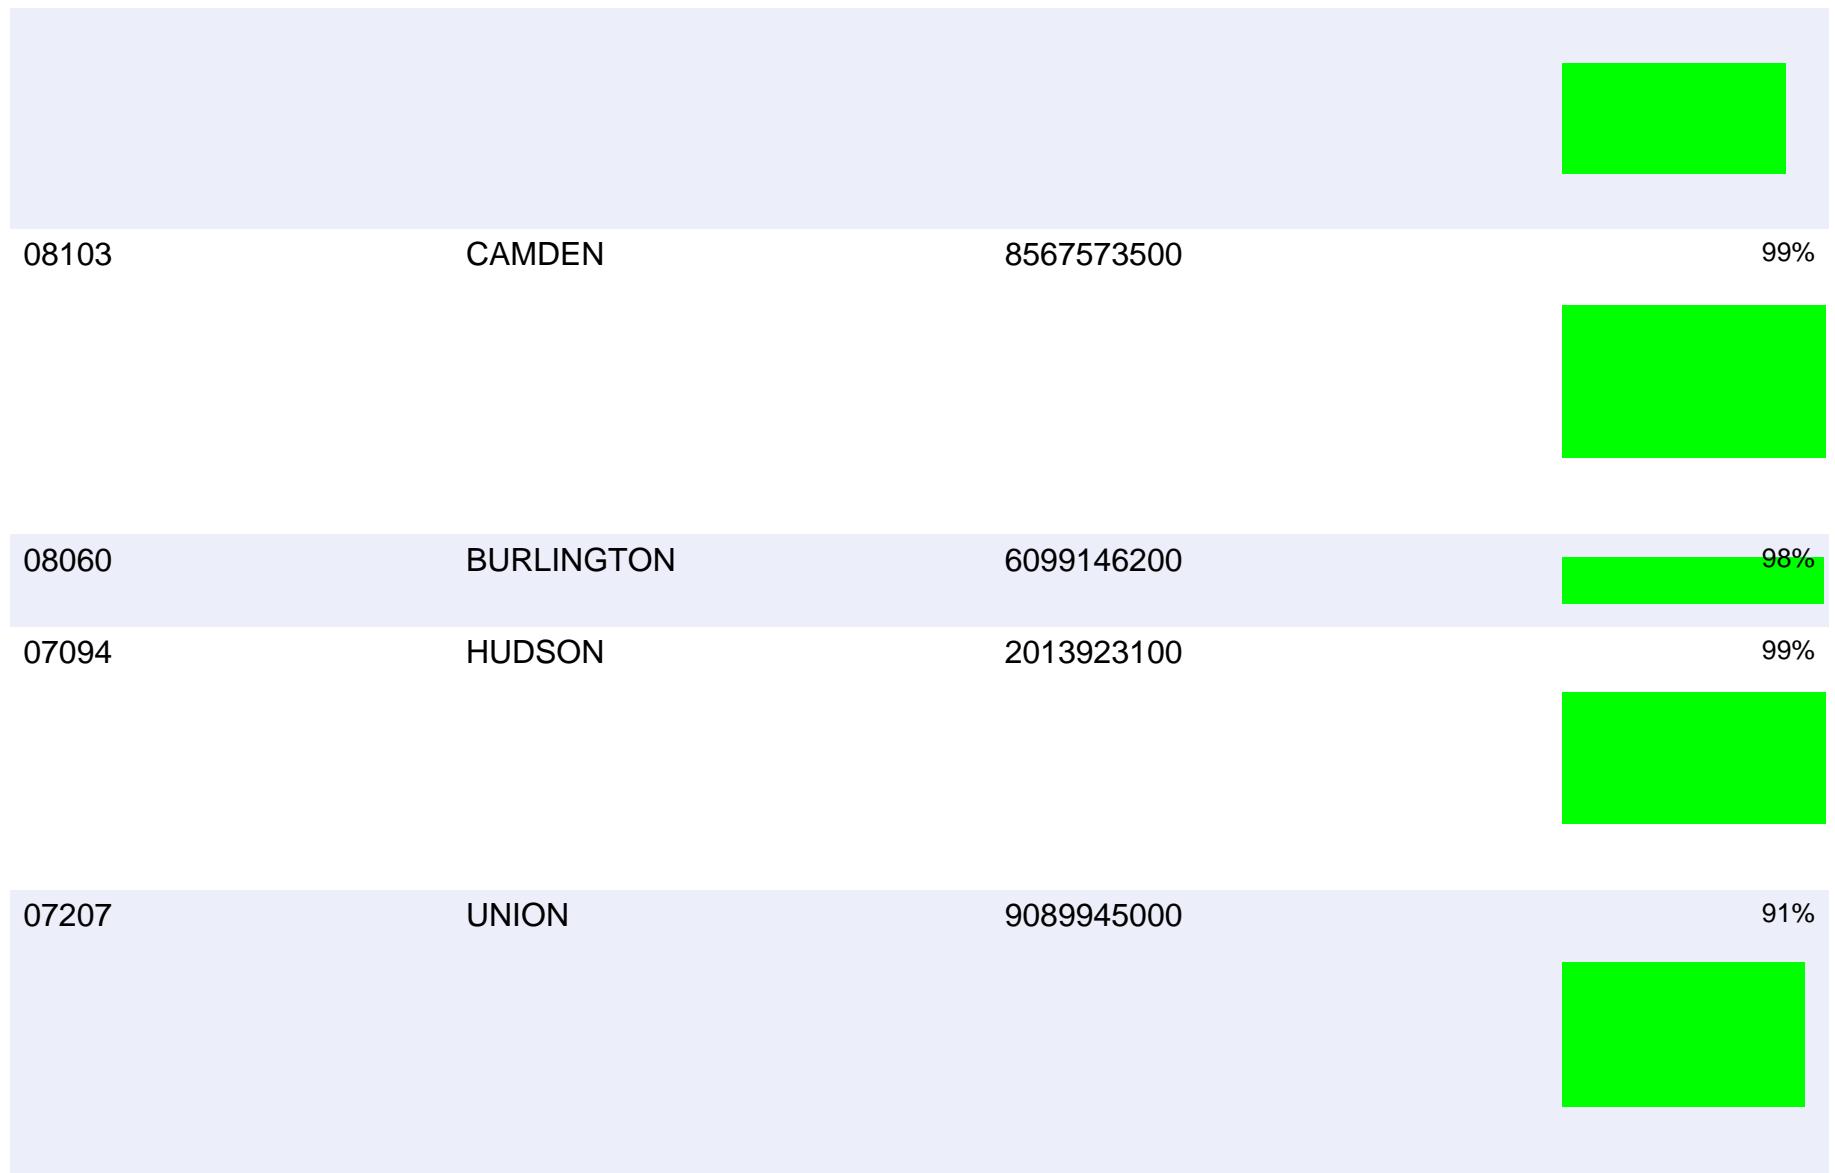 08103 CAMDEN 8567573500 99%
08060 BURLINGTON 6099146200 98%
07094 HUDSON 2013923100 99%
07207 UNION 9089945000 91%